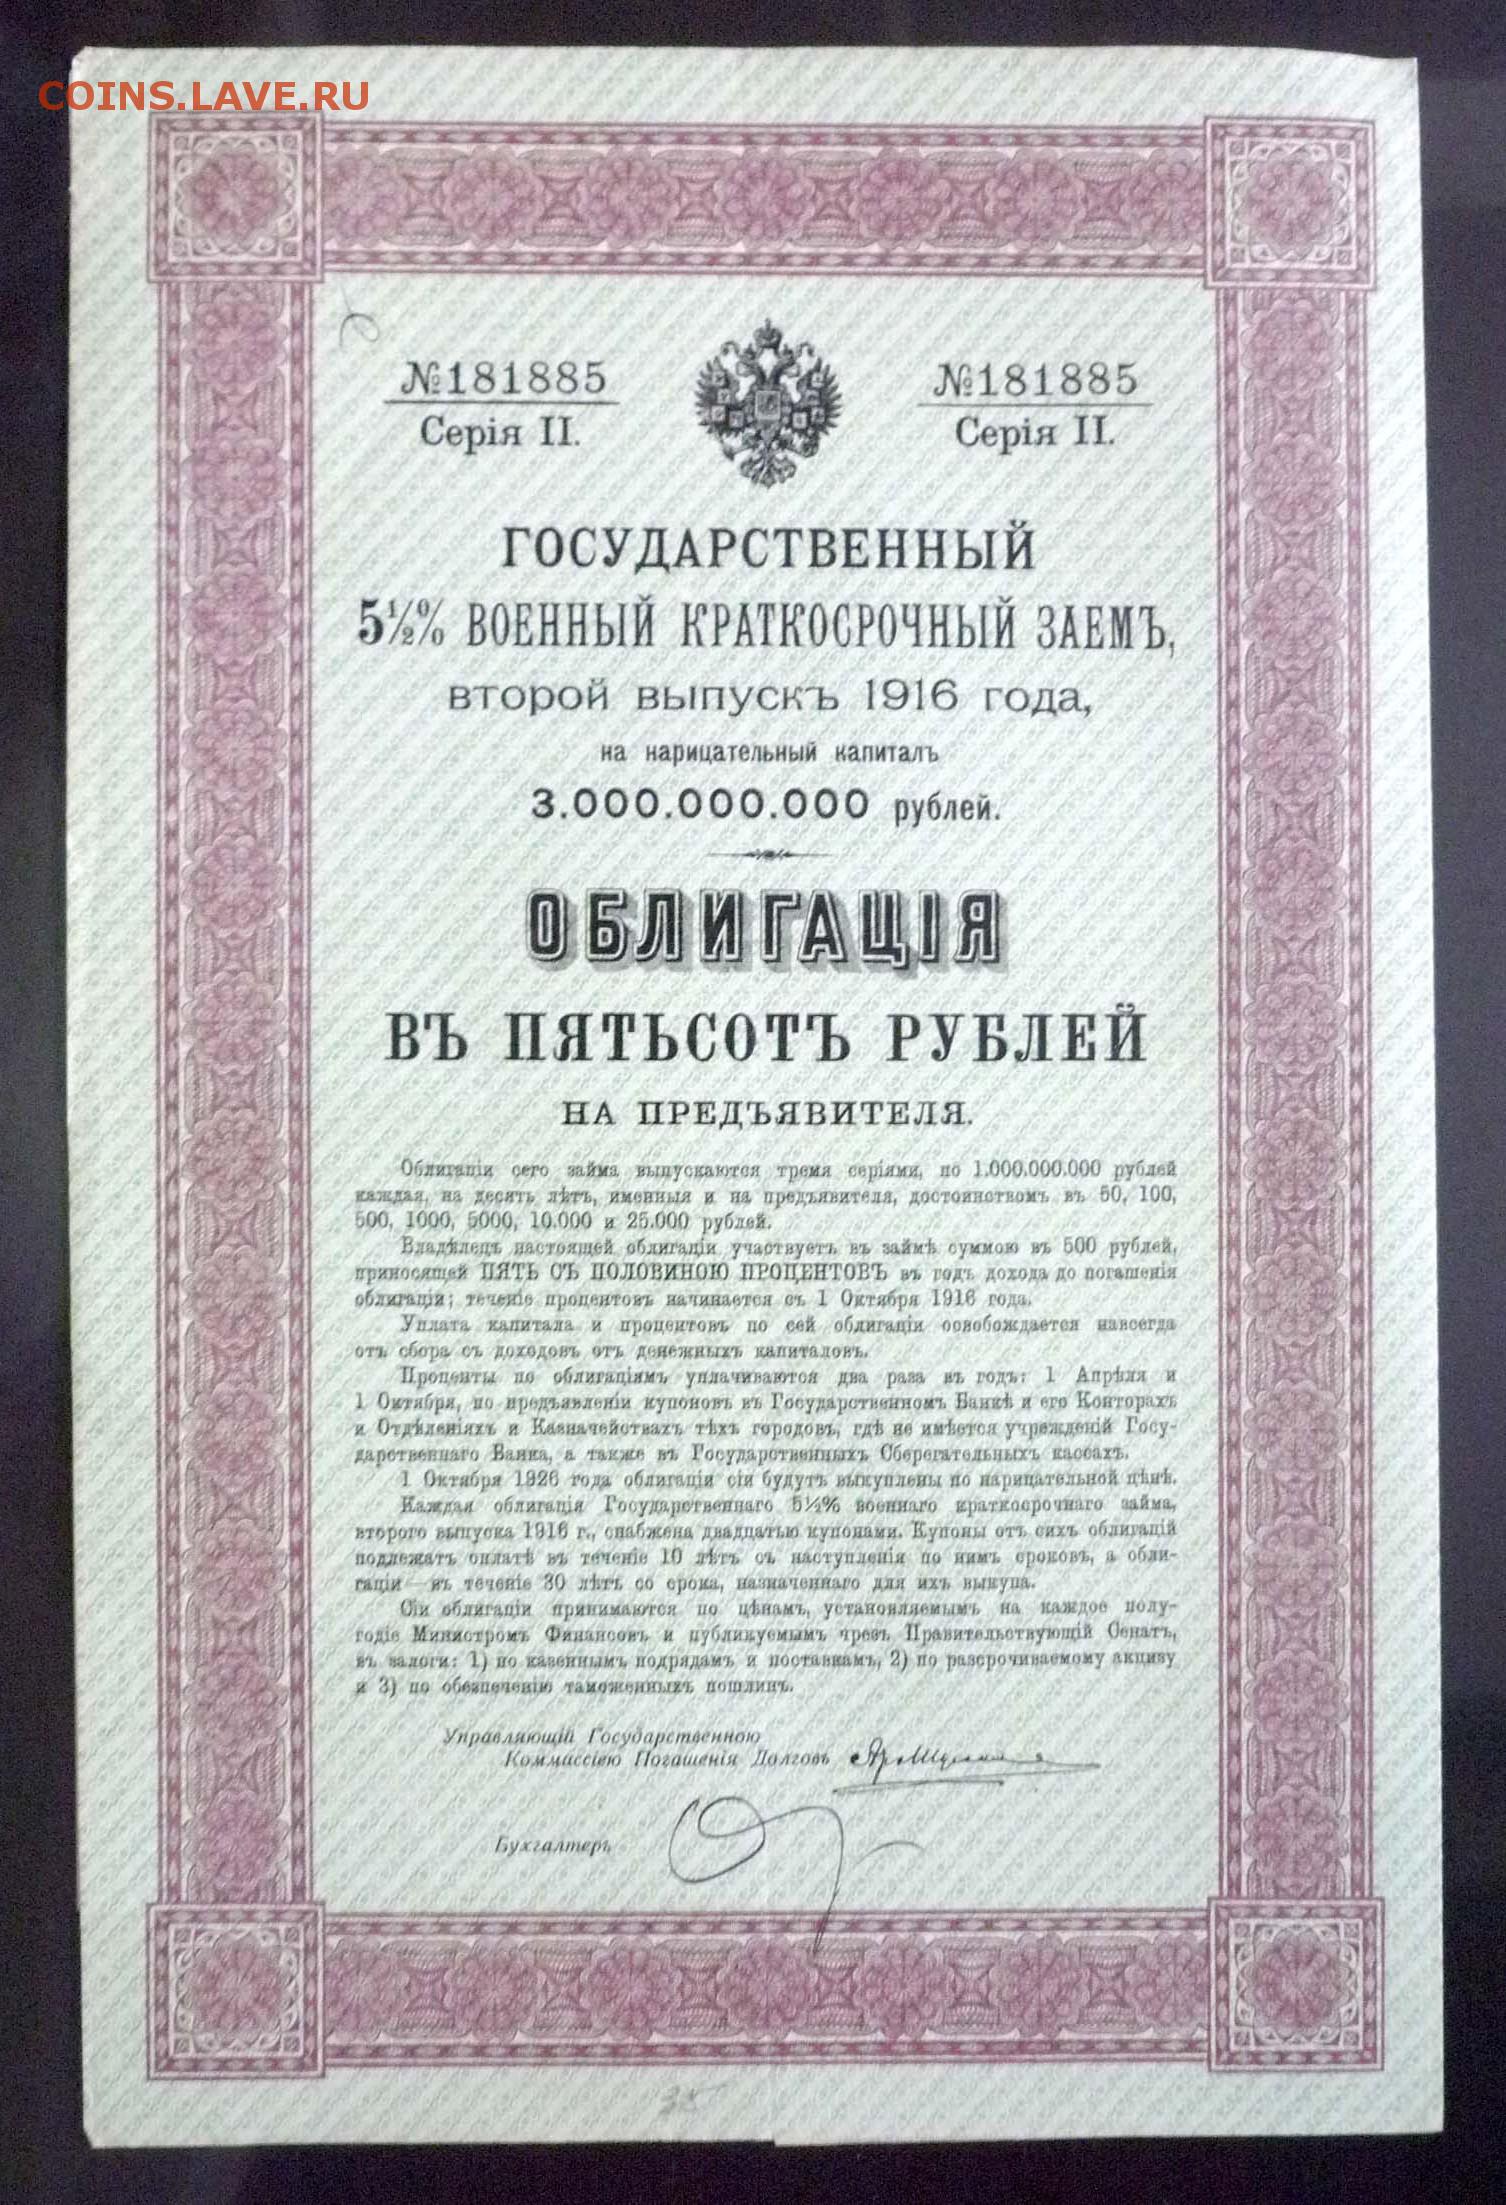 COINS.LAVE.RU
№181885
Серія II.
№181885
Серія II.
ГОСУДАРСТВЕННЫЙ
5½% ВОЕННЫЙ КРАТКОСРОЧНЫЙ ЗАЕМЪ,
второй выпускъ 1916 года,
на нарицательный капиталъ
3.000.000.000 рублей.
ОБЛИГАЦІЯ
ВЪ ПЯТЬСОТЪ РУБЛЕЙ
НА ПРЕДЪЯВИТЕЛЯ.
Облигаціи сего займа выпускаются тремя серіями, по 1.000.000.000 рублей
каждая, на десять лѣтъ, именныя и на предъявителя, достоинствомъ въ 50, 100,
500, 1000, 5000, 10.000 и 25.000 рублей.
Владѣлецъ настоящей облигаціи участвуетъ въ займѣ суммою въ 500 рублей,
приносящей ПЯТЬ СЪ ПОЛОВИНОЮ ПРОЦЕНТОВЪ въ годъ дохода до погашенія
облигаціи; теченіе процентовъ начинается съ 1 Октября 1916 года.
Уплата капитала и процентовъ по сей облигаціи освобождается навсегда
отъ сбора съ доходовъ отъ денежныхъ капиталовъ.
Проценты по облигаціямъ уплачиваются два раза въ годъ: 1 Апрѣля и
1 Октября, по предъявленіи купоновъ въ Государственномъ Банкѣ и его Конторахъ
и Отдѣленіяхъ и Казначействахъ тѣхъ городовъ, гдѣ не имѣется учрежденій Госу-
дарственнаго Банка, а также въ Государственныхъ Сберегательныхъ кассахъ.
1 Октября 1926 года облигаціи сіи будутъ выкуплены по нарицательной цѣнѣ.
Каждая облигація Государственнаго 5½% военнаго краткосрочнаго займа,
второго выпуска 1916 г., снабжена двадцатью купонами. Купоны отъ сихъ облигацій
подлежатъ оплатѣ въ теченіе 10 лѣтъ съ наступленія по нимъ сроковъ, а обли-
гаціи—въ теченіе 30 лѣтъ со срока, назначеннаго для ихъ выкупа.
Сіи облигаціи принимаются по цѣнамъ, установляемымъ на каждое полу-
годіе Министромъ Финансовъ и публикуемымъ чрезъ Правительствующій Сенатъ,
въ залоги: 1) по казеннымъ подрядамъ и поставкамъ, 2) по разсрочиваемому акцизу
и 3) по обезпеченію таможенныхъ пошлинъ.
Управляющій Государственною
Коммиссіею Погашенія Долговъ
Бухгалтеръ